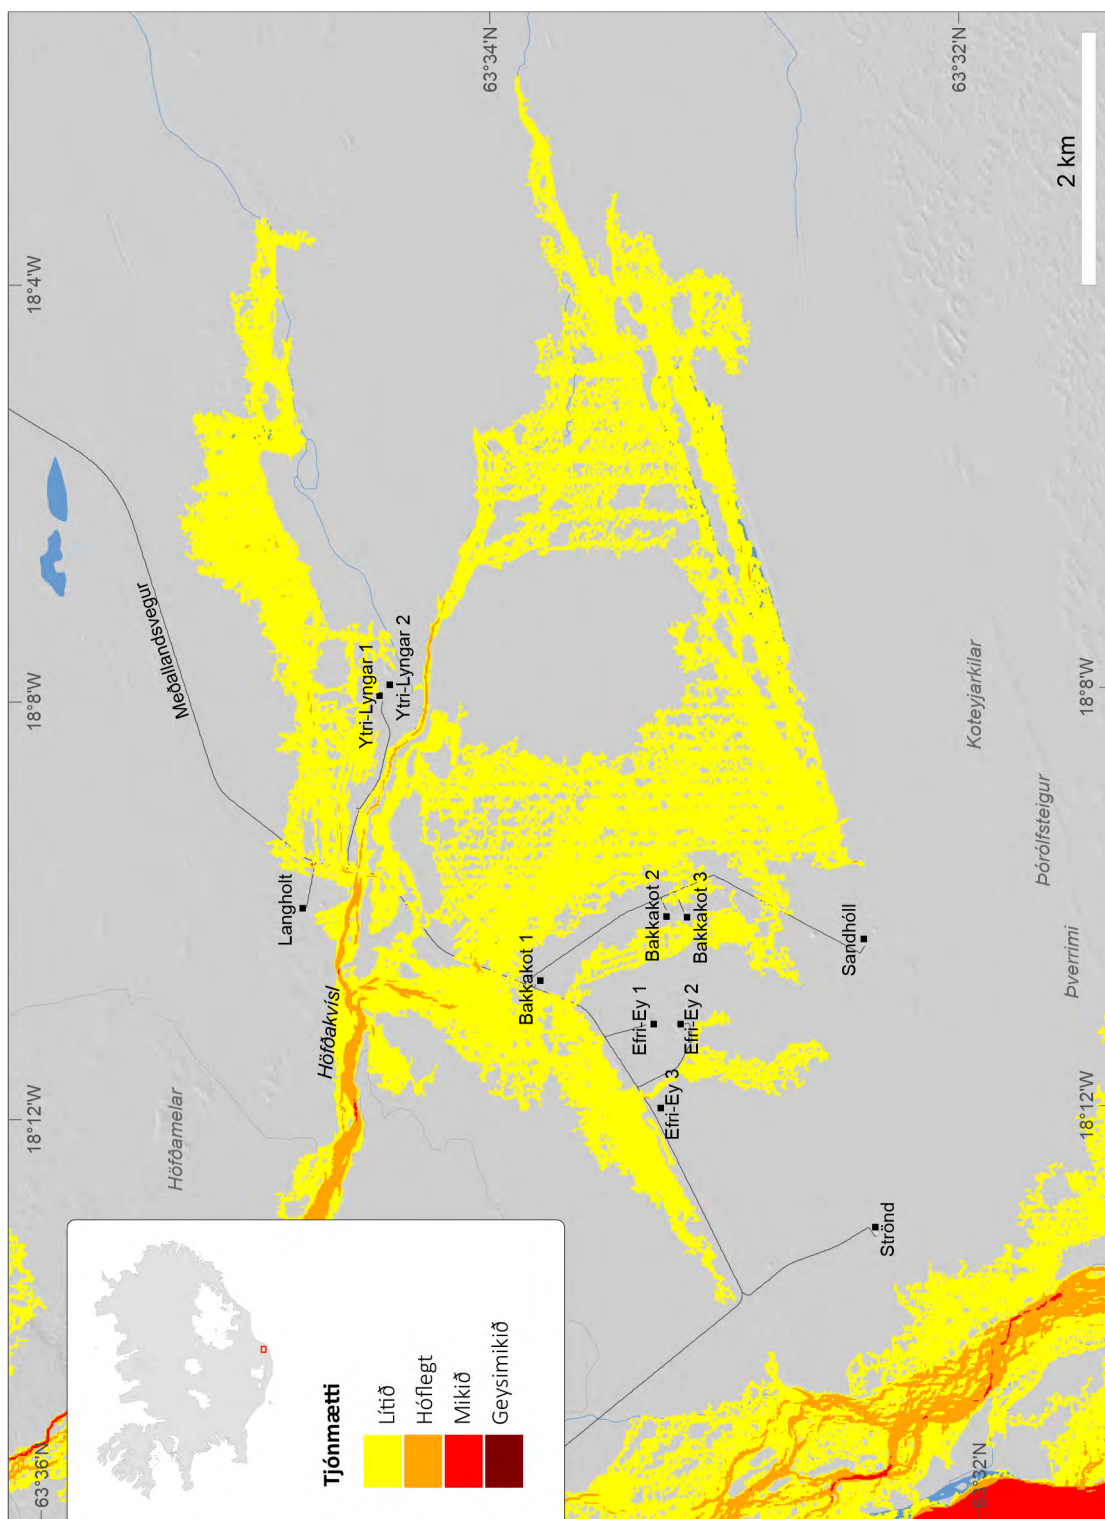 63°36'N
63°34'N
63°32'N
18°4'W
18°8'W
18°12'W
Meðallandsvegur
Langholt
Ytri-Lyngar 1
Ytri-Lyngar 2
Höfðakvísl
Höfðamelar
Bakkakot 1
Bakkakot 2
Bakkakot 3
Efri-Ey 1
Efri-Ey 2
Efri-Ey 3
Sandhóll
Strönd
Koteyjarkílar
Þórólfsteigur
Þverrimi
18°8'W
18°12'W
63°32'N
2 km
Tjónmætti
Lítið
Hóflegt
Mikið
Geysimikið